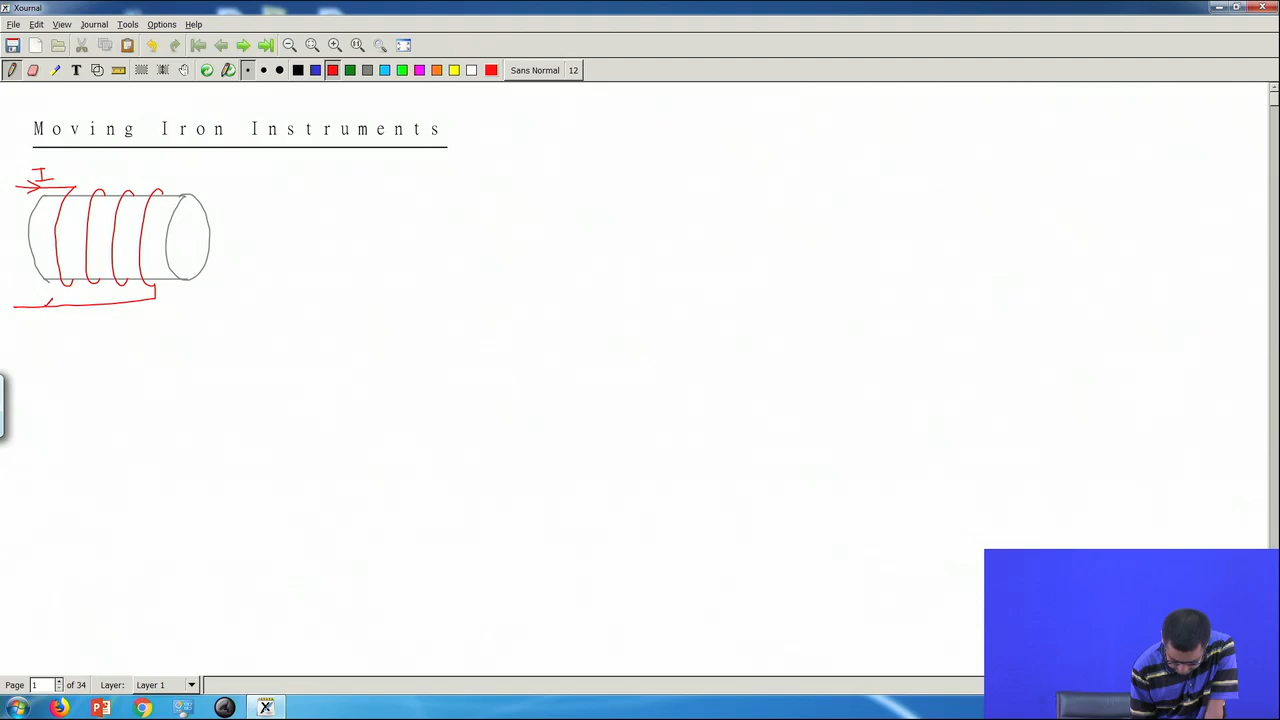 Xournal
File Edit View Journal Tools Options Help
Sans Normal 12
Moving Iron Instruments
I
Page 1 of 34 Layer: Layer 1